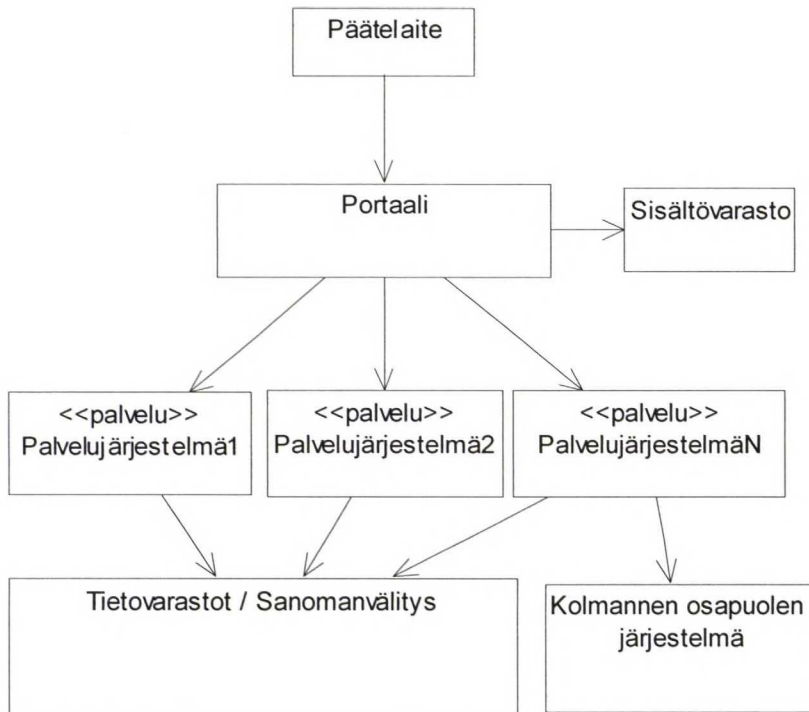 Päätelaite
Portaali
Sisältövarasto
<<palvelu>>
Palvelujärjestelmä1
<<palvelu>>
Palvelujärjestelmä2
<<palvelu>>
PalvelujärjestelmäN
Tietovarastot / Sanomanvälitys
Kolmannen osapuolen
järjestelmä